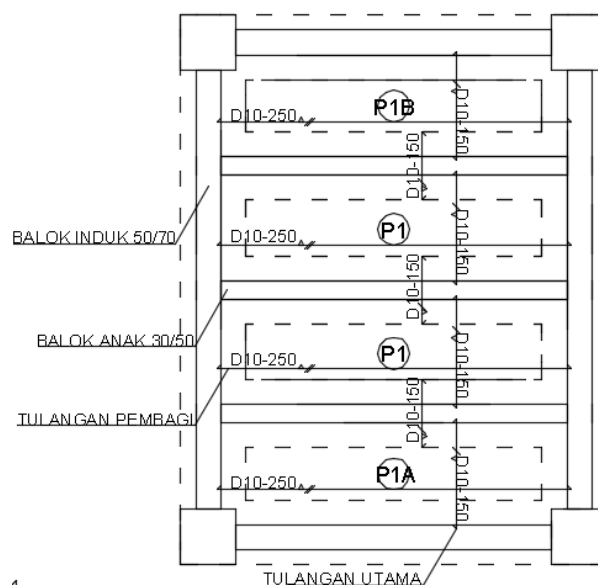 P1B
D10-250
D10-150
D10-150
P1
D10-250
D10-150
BALOK INDUK 50/70
D10-150
BALOK ANAK 30/50
P1
D10-250
D10-150
TULANGAN PEMBAGI
D10-150
P1A
D10-250
D10-150
TULANGAN UTAMA